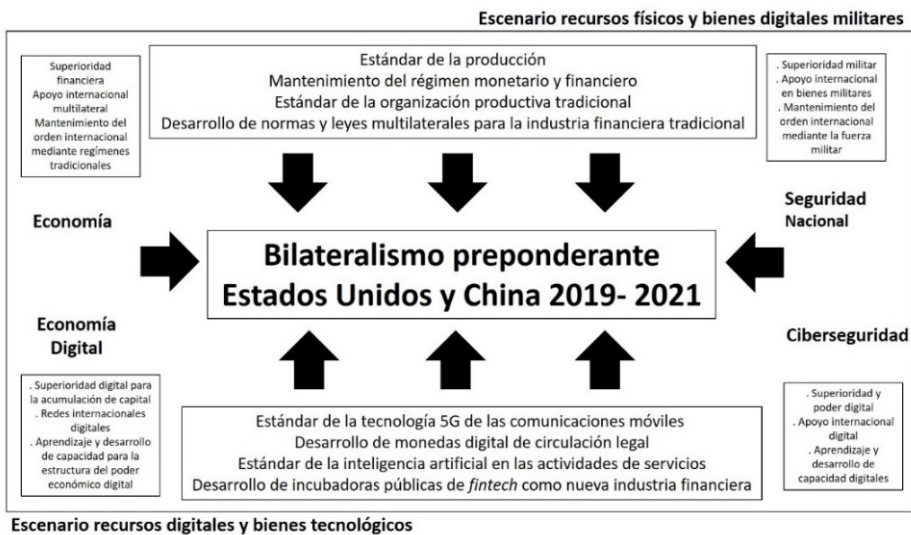 Escenario recursos físicos y bienes digitales militares
Superioridad
financiera
Apoyo internacional
multilateral
Mantenimiento del
orden internacional
mediante regímenes
tradicionales
Estándar de la producción
Mantenimiento del régimen monetario y financiero
Estándar de la organización productiva tradicional
Desarrollo de normas y leyes multilaterales para la industria financiera tradicional
. Superioridad militar
. Apoyo internacional
en bienes militares
. Mantenimiento del
orden internacional
mediante la fuerza
militar
Economía
Seguridad
Nacional
Bilateralismo preponderante
Estados Unidos y China 2019- 2021
Economía
Digital
Ciberseguridad
. Superioridad digital para
la acumulación de capital
. Redes internacionales
digitales
. Aprendizaje y desarrollo
de capacidad para la
estructura del poder
económico digital
Estándar de la tecnología 5G de las comunicaciones móviles
Desarrollo de monedas digital de circulación legal
Estándar de la inteligencia artificial en las actividades de servicios
Desarrollo de incubadoras públicas de fintech como nueva industria financiera
. Superioridad y
poder digital
. Apoyo internacional
digital
. Aprendizaje y
desarrollo de
capacidad digitales
Escenario recursos digitales y bienes tecnológicos